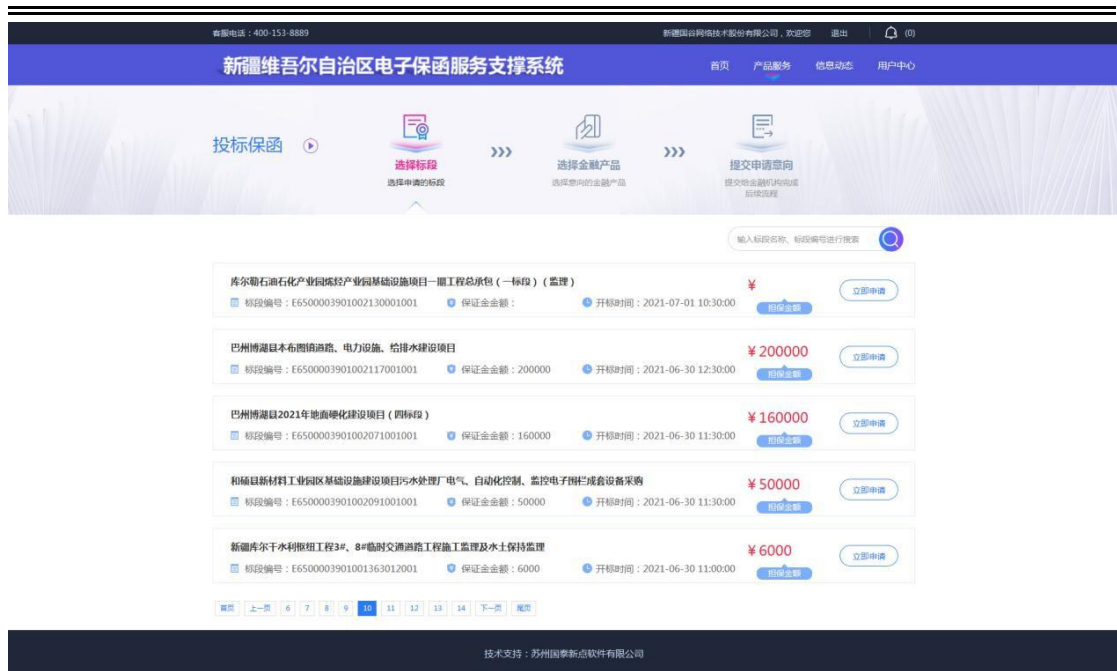 客服电话：400-153-8889
新疆国谷网络技术股份有限公司，欢迎您 退出 (0)
新疆维吾尔自治区电子保函服务支撑系统
首页 产品服务 信息动态 用户中心
投标保函
选择标段
选择申请的标段
选择金融产品
选择意向的金融产品
提交申请意向
提交给金融机构完成
后续流程
输入标段名称、标段编号进行搜索
库尔勒石油石化产业园烯烃产业园基础设施项目一期工程总承包（一标段）（监理）
标段编号：E6500003901002130001001 保证金金额： 开标时间：2021-07-01 10:30:00
¥
担保金额
立即申请
巴州博湖县本布图镇道路、电力设施、给排水建设项目
标段编号：E6500003901002117001001 保证金金额：200000 开标时间：2021-06-30 12:30:00
¥200000
担保金额
立即申请
巴州博湖县2021年地面硬化建设项目（四标段）
标段编号：E6500003901002071001001 保证金金额：160000 开标时间：2021-06-30 11:30:00
¥160000
担保金额
立即申请
和硕县新材料工业园区基础设施建设项目污水处理厂电气、自动化控制、监控电子围栏成套设备采购
标段编号：E6500003901002091001001 保证金金额：50000 开标时间：2021-06-30 11:30:00
¥50000
担保金额
立即申请
新疆库尔干水利枢纽工程3#、8#临时交通道路工程施工监理及水土保持监理
标段编号：E6500003901001363012001 保证金金额：6000 开标时间：2021-06-30 11:00:00
¥6000
担保金额
立即申请
首页 上一页 6 7 8 9 10 11 12 13 14 下一页 尾页
技术支持：苏州国泰新点软件有限公司